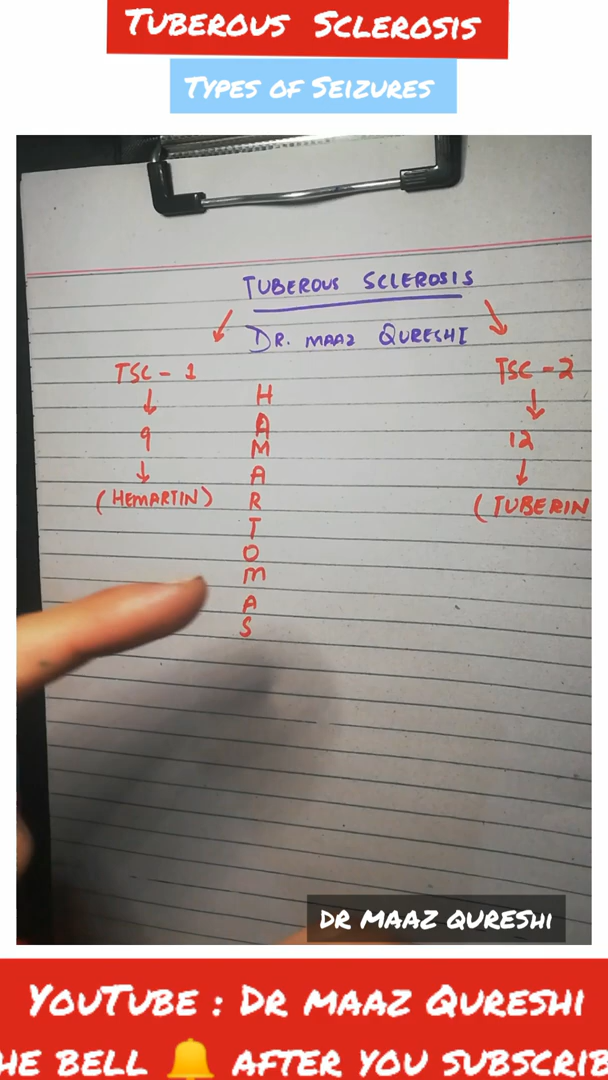 TUBEROUS SCLEROSIS
TYPES OF SEIZURES
TUBEROUS SCLEROSIS
DR. MAAZ QURESHI
TSC - 1
TSC - 2
9
12
(HEMARTIN)
(TUBERIN
H
A
M
A
R
T
O
M
A
S
DR MAAZ QURESHI
YOUTUBE : DR MAAZ QURESHI
HE BELL 🔔 AFTER YOU SUBSCRIB